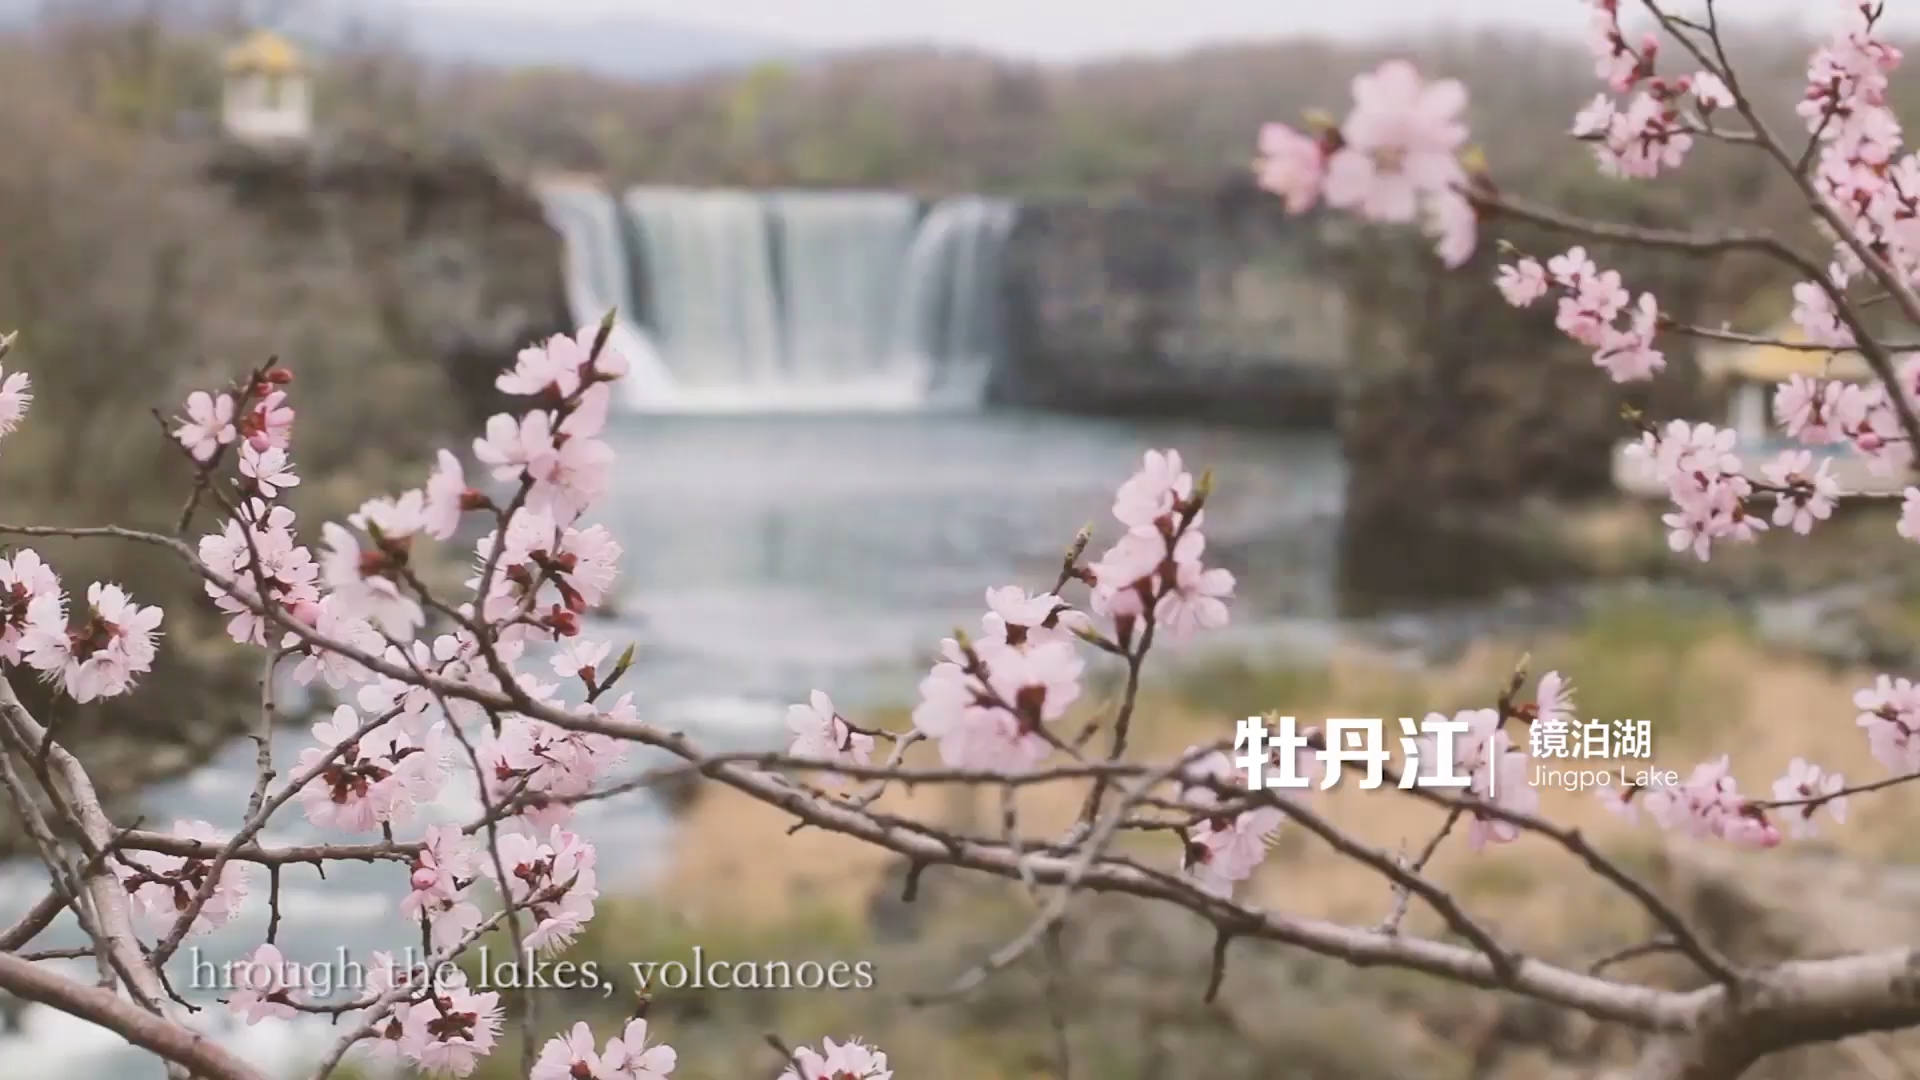 牡丹江
镜泊湖
Jingpo Lake
hrough the lakes, volcanoes